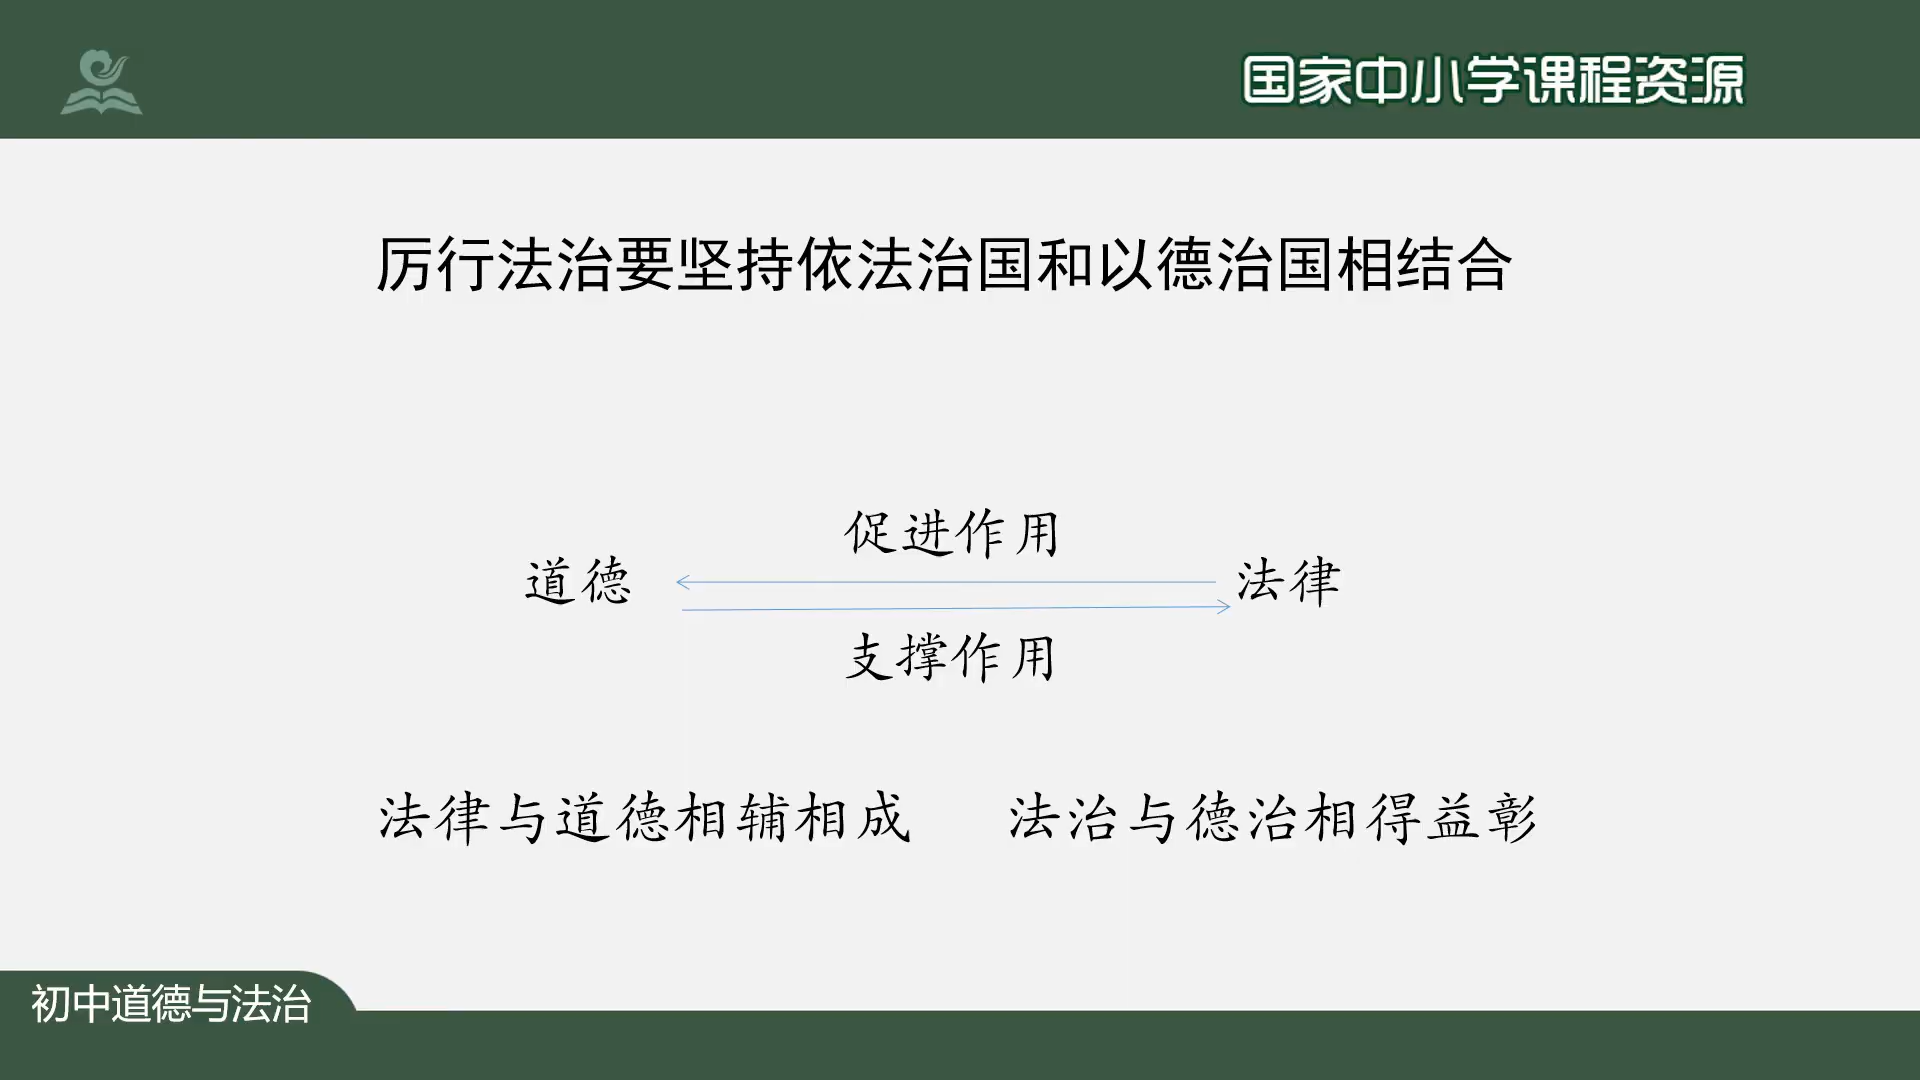 国家中小学课程资源
厉行法治要坚持依法治国和以德治国相结合
促进作用
道德
法律
支撑作用
法律与道德相辅相成
法治与德治相得益彰
初中道德与法治